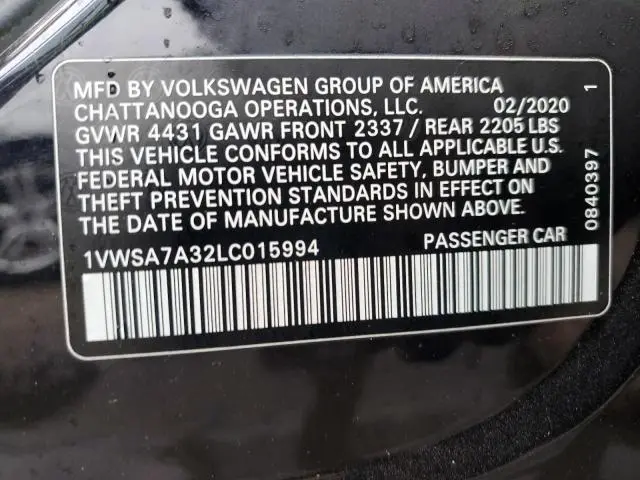 MFD BY VOLKSWAGEN GROUP OF AMERICA
CHATTANOOGA OPERATIONS, LLC. 02/2020
GVWR 4431 GAWR FRONT 2337 / REAR 2205 LBS
THIS VEHICLE CONFORMS TO ALL APPLICABLE U.S.
FEDERAL MOTOR VEHICLE SAFETY, BUMPER AND
THEFT PREVENTION STANDARDS IN EFFECT ON
THE DATE OF MANUFACTURE SHOWN ABOVE.
1VWSA7A32LC015994 PASSENGER CAR
0840397 1